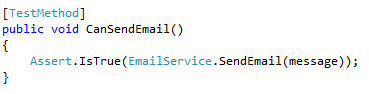 [TestMethod]
public void CanSendEmail()
{
    Assert.IsTrue(EmailService.SendEmail(message));
}